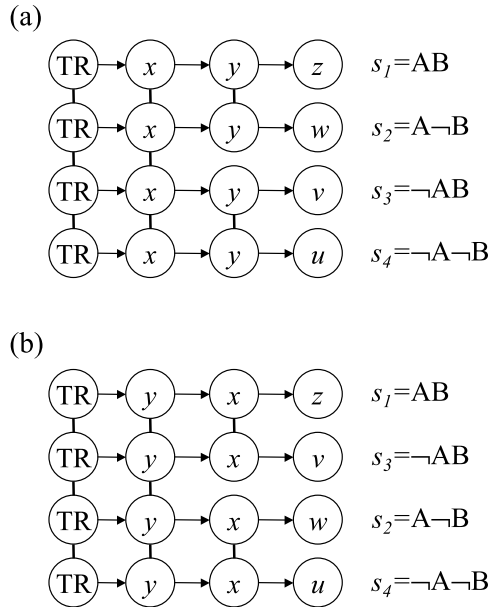 (a)
TR x y z s₁=AB
TR x y w s₂=A¬B
TR x y v s₃=¬AB
TR x y u s₄=¬A¬B
(b)
TR y x z s₁=AB
TR y x v s₃=¬AB
TR y x w s₂=A¬B
TR y x u s₄=¬A¬B